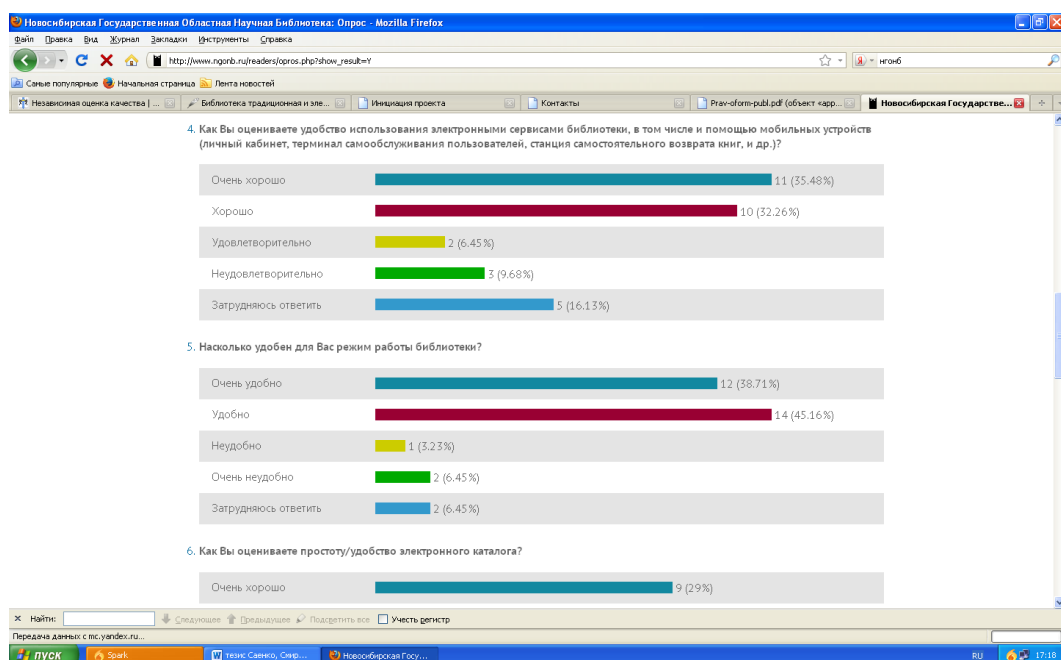 Новосибирская Государственная Областная Научная Библиотека: Опрос - Mozilla Firefox
Файл Правка Вид Журнал Закладки Инструменты Справка
http://www.ngonb.ru/readers/opros.php?show_result=Y
нгонб
Самые популярные Начальная страница Лента новостей
Независимая оценка качества | ... Библиотека традиционная и эле... Инициация проекта Контакты Prav-oform-publ.pdf (объект «app... Новосибирская Государстве...
4. Как Вы оцениваете удобство использования электронными сервисами библиотеки, в том числе и помощью мобильных устройств
(личный кабинет, терминал самообслуживания пользователей, станция самостоятельного возврата книг, и др.)?
Очень хорошо 11 (35.48%)
Хорошо 10 (32.26%)
Удовлетворительно 2 (6.45%)
Неудовлетворительно 3 (9.68%)
Затрудняюсь ответить 5 (16.13%)
5. Насколько удобен для Вас режим работы библиотеки?
Очень удобно 12 (38.71%)
Удобно 14 (45.16%)
Неудобно 1 (3.23%)
Очень неудобно 2 (6.45%)
Затрудняюсь ответить 2 (6.45%)
6. Как Вы оцениваете простоту/удобство электронного каталога?
Очень хорошо 9 (29%)
Найти: Следующее Предыдущее Подсветить все Учесть регистр
Передача данных с mc.yandex.ru...
пуск Spark тезис Саенко, Смир... Новосибирская Госу... RU 17:18